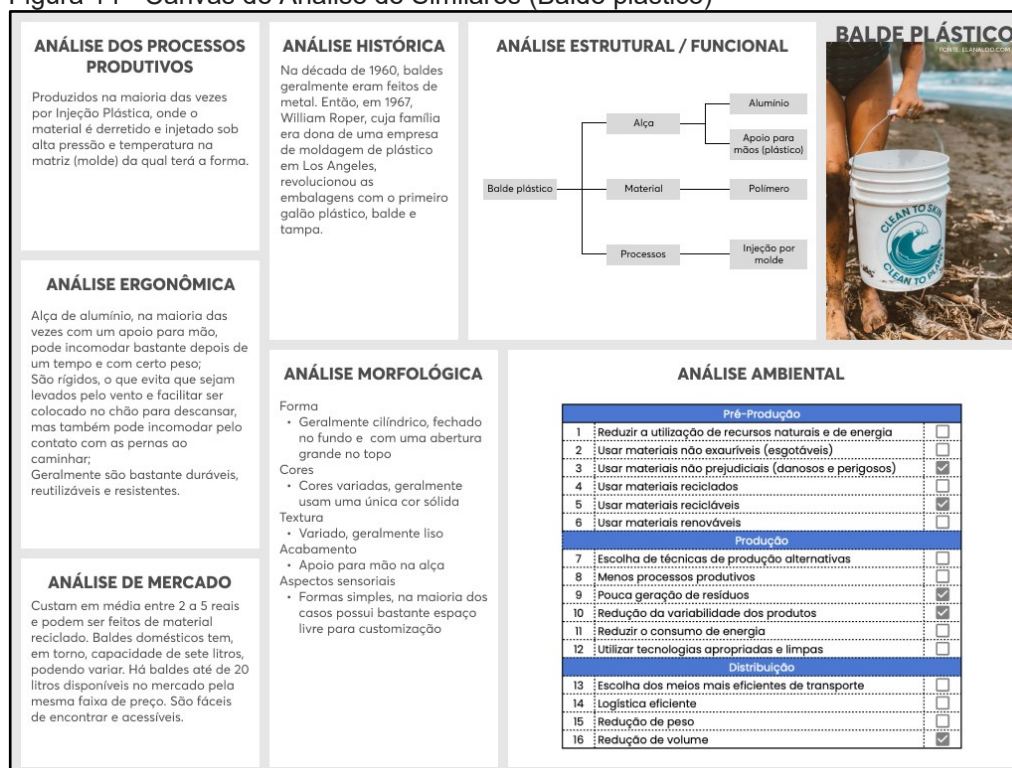 Figura 14 - Canvas de Análise de Similares (Balde plástico)
ANÁLISE DOS PROCESSOS
PRODUTIVOS
Produzidos na maioria das vezes
por Injeção Plástica, onde o
material é derretido e injetado sob
alta pressão e temperatura na
matriz (molde) da qual terá a forma.
ANÁLISE HISTÓRICA
Na década de 1960, baldes
geralmente eram feitos de
metal. Então, em 1967,
William Roper, cuja família
era dona de uma empresa
de moldagem de plástico
em Los Angeles,
revolucionou as
embalagens com o primeiro
galão plástico, balde e
tampa.
ANÁLISE ESTRUTURAL / FUNCIONAL
Balde plástico
Alça
Alumínio
Apoio para
mãos (plástico)
Material
Polímero
Processos
Injeção por
molde
BALDE PLÁSTICO
FONTE: ELANALDO.COM
CLEAN TO SKIN
CLEAN TO PLAN
ANÁLISE ERGONÔMICA
Alça de alumínio, na maioria das
vezes com um apoio para mão,
pode incomodar bastante depois de
um tempo e com certo peso;
São rígidos, o que evita que sejam
levados pelo vento e facilitar ser
colocado no chão para descansar,
mas também pode incomodar pelo
contato com as pernas ao
caminhar;
Geralmente são bastante duráveis,
reutilizáveis e resistentes.
ANÁLISE DE MERCADO
Custam em média entre 2 a 5 reais
e podem ser feitos de material
reciclado. Baldes domésticos tem,
em torno, capacidade de sete litros,
podendo variar. Há baldes até de 20
litros disponíveis no mercado pela
mesma faixa de preço. São fáceis
de encontrar e acessíveis.
ANÁLISE MORFOLÓGICA
Forma
• Geralmente cilíndrico, fechado
no fundo e com uma abertura
grande no topo
Cores
• Cores variadas, geralmente
usam uma única cor sólida
Textura
• Variado, geralmente liso
Acabamento
• Apoio para mão na alça
Aspectos sensoriais
• Formas simples, na maioria dos
casos possui bastante espaço
livre para customização
ANÁLISE AMBIENTAL
Pré-Produção
1 Reduzir a utilização de recursos naturais e de energia
2 Usar materiais não exauríveis (esgotáveis)
3 Usar materiais não prejudiciais (danosos e perigosos)
4 Usar materiais reciclados
5 Usar materiais recicláveis
6 Usar materiais renováveis
Produção
7 Escolha de técnicas de produção alternativas
8 Menos processos produtivos
9 Pouca geração de resíduos
10 Redução da variabilidade dos produtos
11 Reduzir o consumo de energia
12 Utilizar tecnologias apropriadas e limpas
Distribuição
13 Escolha dos meios mais eficientes de transporte
14 Logística eficiente
15 Redução de peso
16 Redução de volume